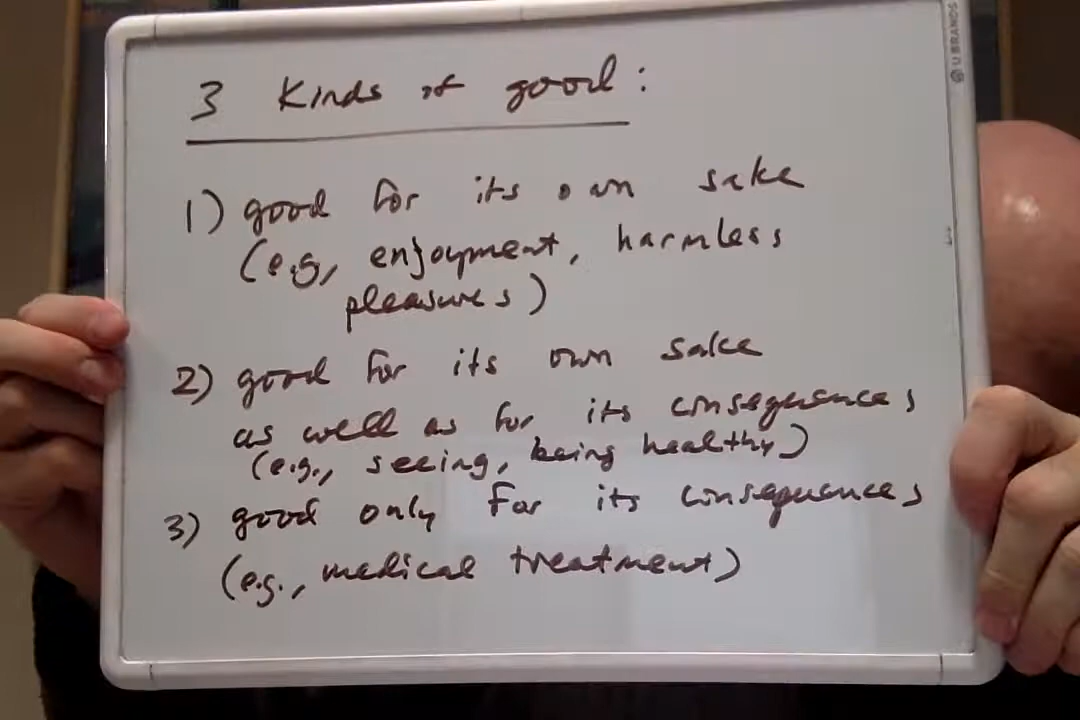 3 Kinds of good:
1) good for its own sake
(e.g., enjoyment, harmless
pleasures)
2) good for its own sake
as well as for its consequences
(e.g., seeing, being healthy)
3) good only for its consequences
(e.g., medical treatment)
U BRANDS